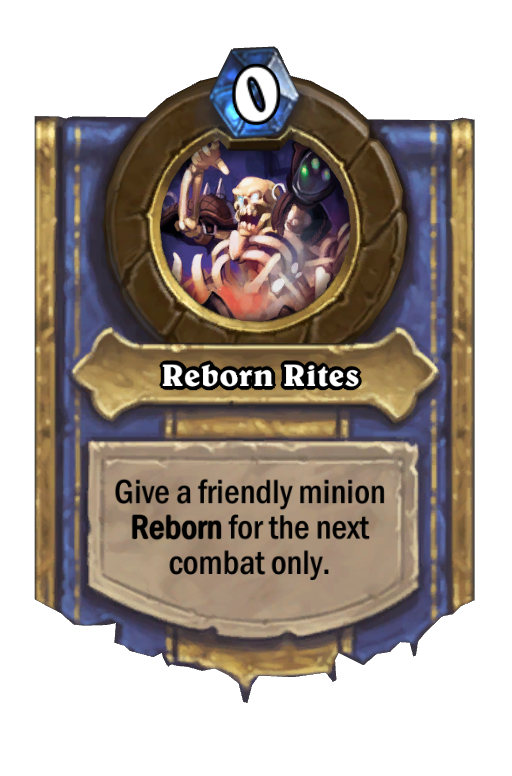 0
Reborn Rites
Give a friendly minion
Reborn for the next
combat only.